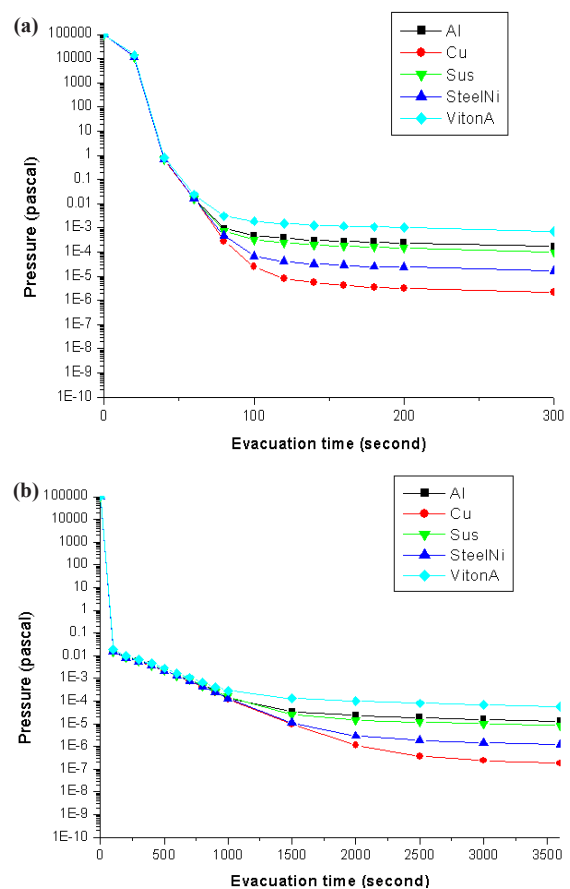 (a)
Al
Cu
Sus
SteelNi
VitonA
Pressure (pascal)
100000
10000
1000
100
10
1
0.1
0.01
1E-3
1E-4
1E-5
1E-6
1E-7
1E-8
1E-9
1E-10
0 100 200 300
Evacuation time (second)
(b)
Al
Cu
Sus
SteelNi
VitonA
Pressure (pascal)
100000
10000
1000
100
10
1
0.1
0.01
1E-3
1E-4
1E-5
1E-6
1E-7
1E-8
1E-9
1E-10
0 500 1000 1500 2000 2500 3000 3500
Evacuation time (second)